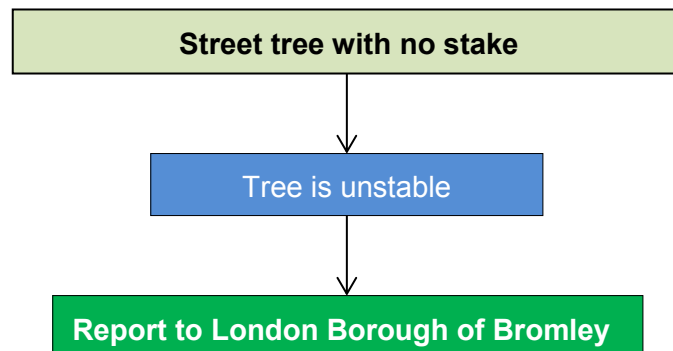 Street tree with no stake
Tree is unstable
Report to London Borough of Bromley